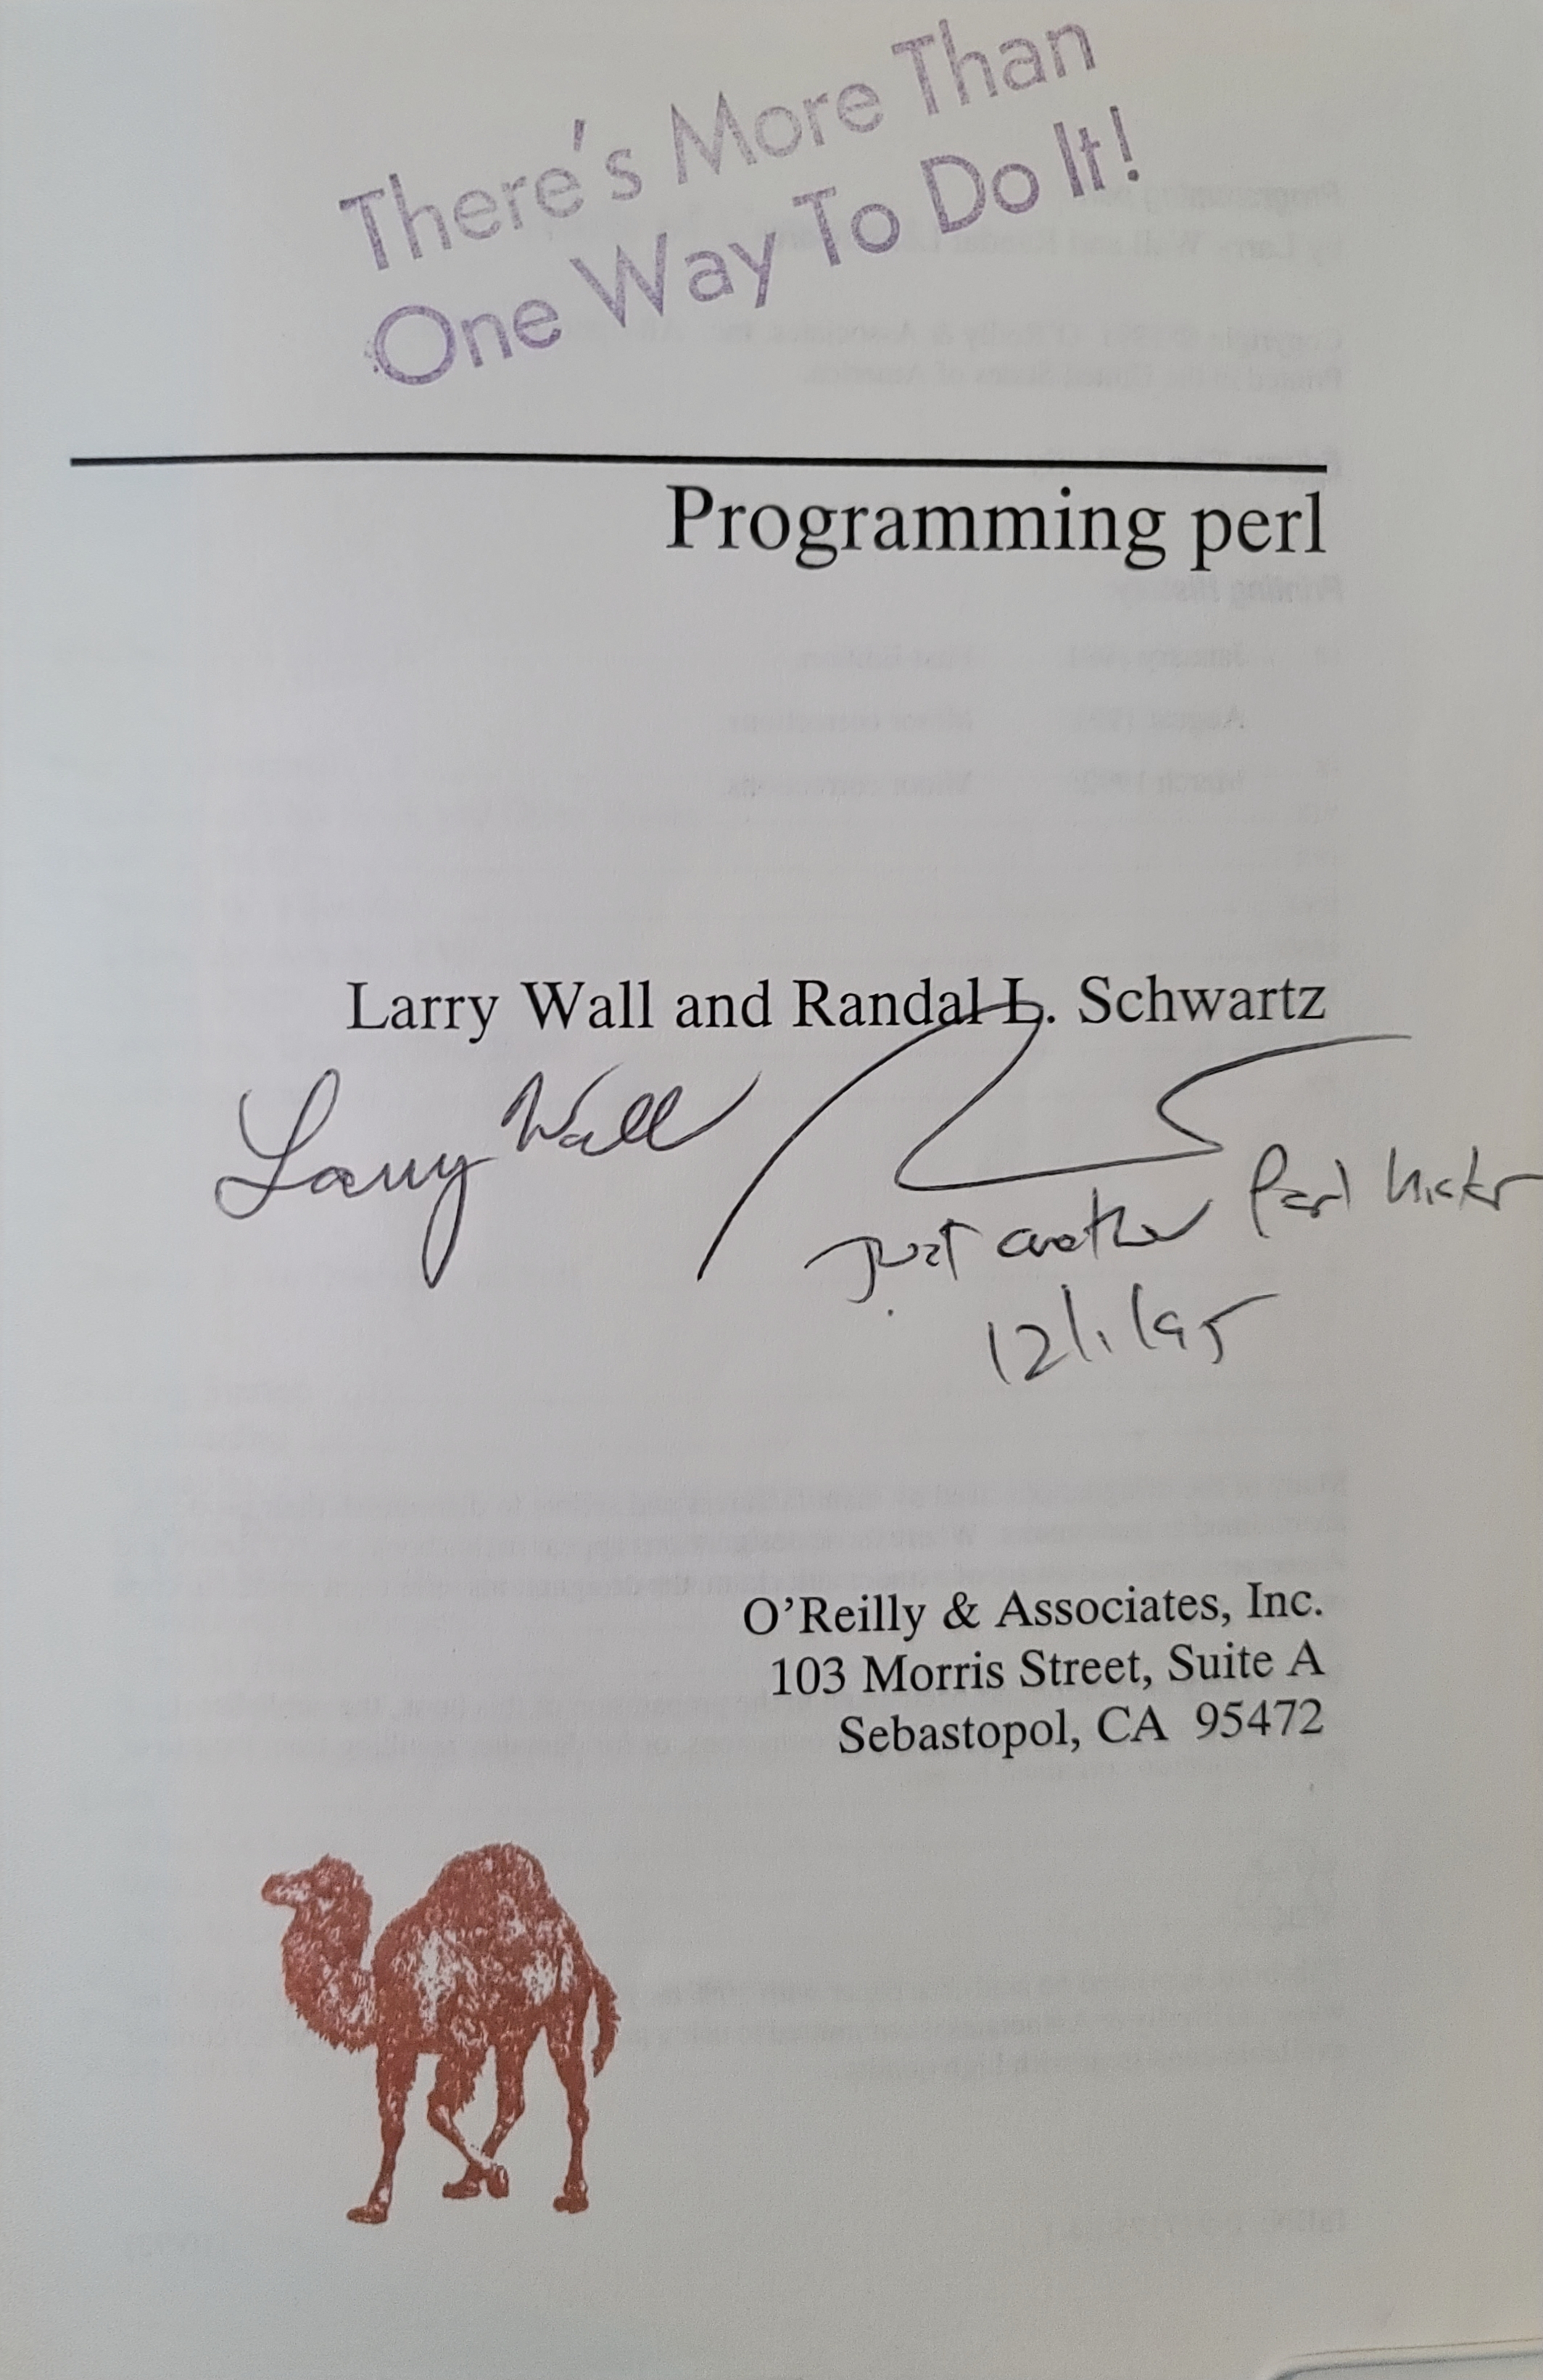 There's More Than
One Way To Do It!
Programming perl
Larry Wall and Randal L. Schwartz
Larry Wall
Just another Perl hacker
12/1/95
O'Reilly & Associates, Inc.
103 Morris Street, Suite A
Sebastopol, CA 95472